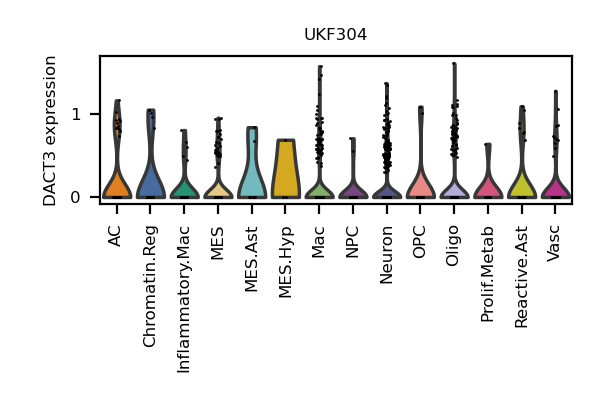 UKF304
DACT3 expression
1
0
AC
Chromatin.Reg
Inflammatory.Mac
MES
MES.Ast
MES.Hyp
Mac
NPC
Neuron
OPC
Oligo
Prolif.Metab
Reactive.Ast
Vasc